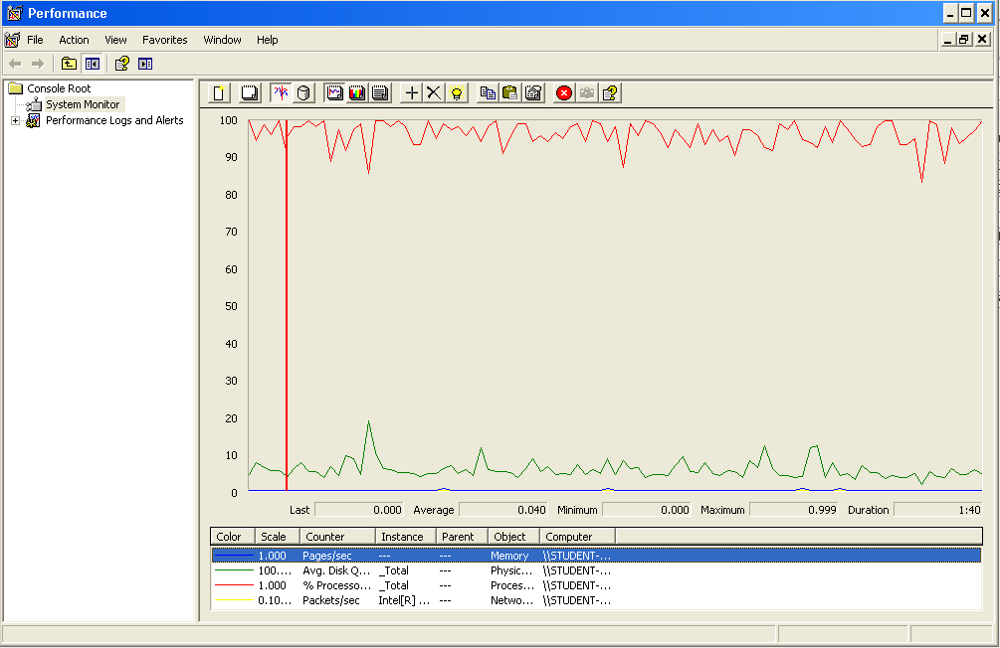 Performance
File Action View Favorites Window Help
Console Root
System Monitor
Performance Logs and Alerts
100
90
80
70
60
50
40
30
20
10
0
Last 0.000 Average 0.040 Minimum 0.000 Maximum 0.999 Duration 1:40
Color Scale Counter Instance Parent Object Computer
1.000 Pages/sec --- --- Memory \\STUDENT-...
100.... Avg. Disk Q... _Total --- Physic... \\STUDENT-...
1.000 % Processo... _Total --- Proces... \\STUDENT-...
0.10... Packets/sec Intel[R] ... --- Netwo... \\STUDENT-...